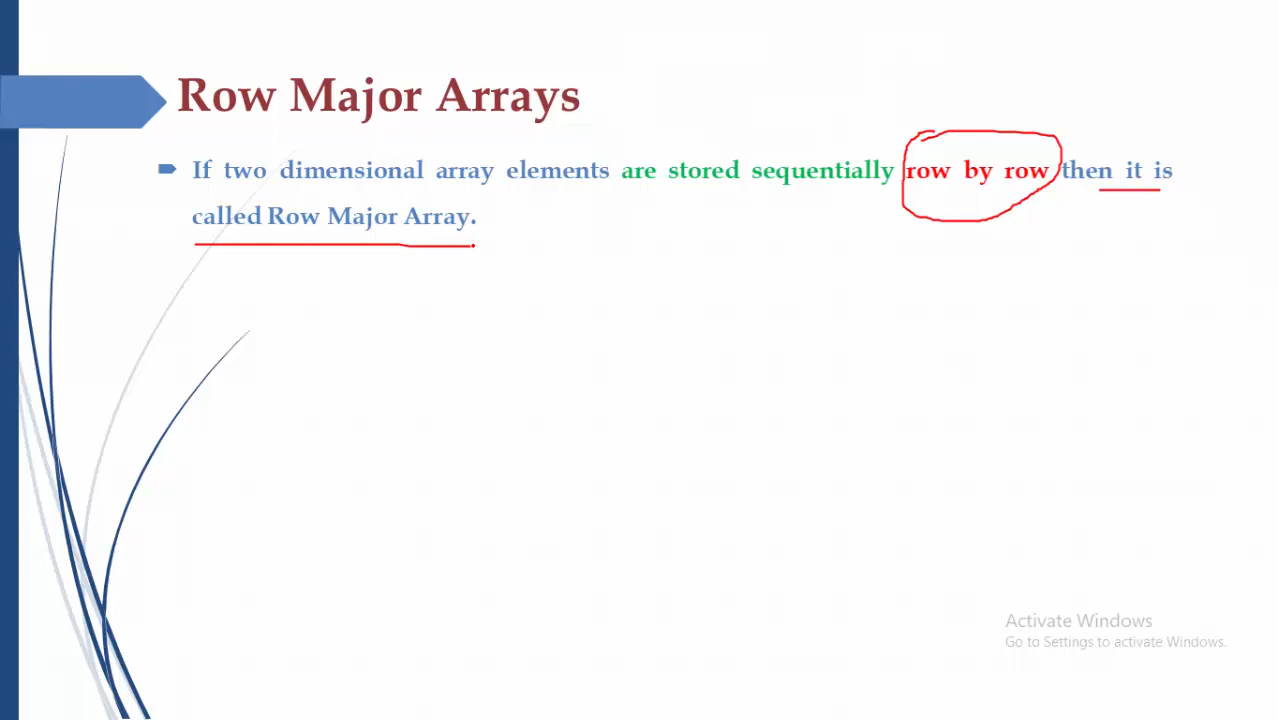 Row Major Arrays
If two dimensional array elements are stored sequentially row by row then it is
called Row Major Array.
Activate Windows
Go to Settings to activate Windows.